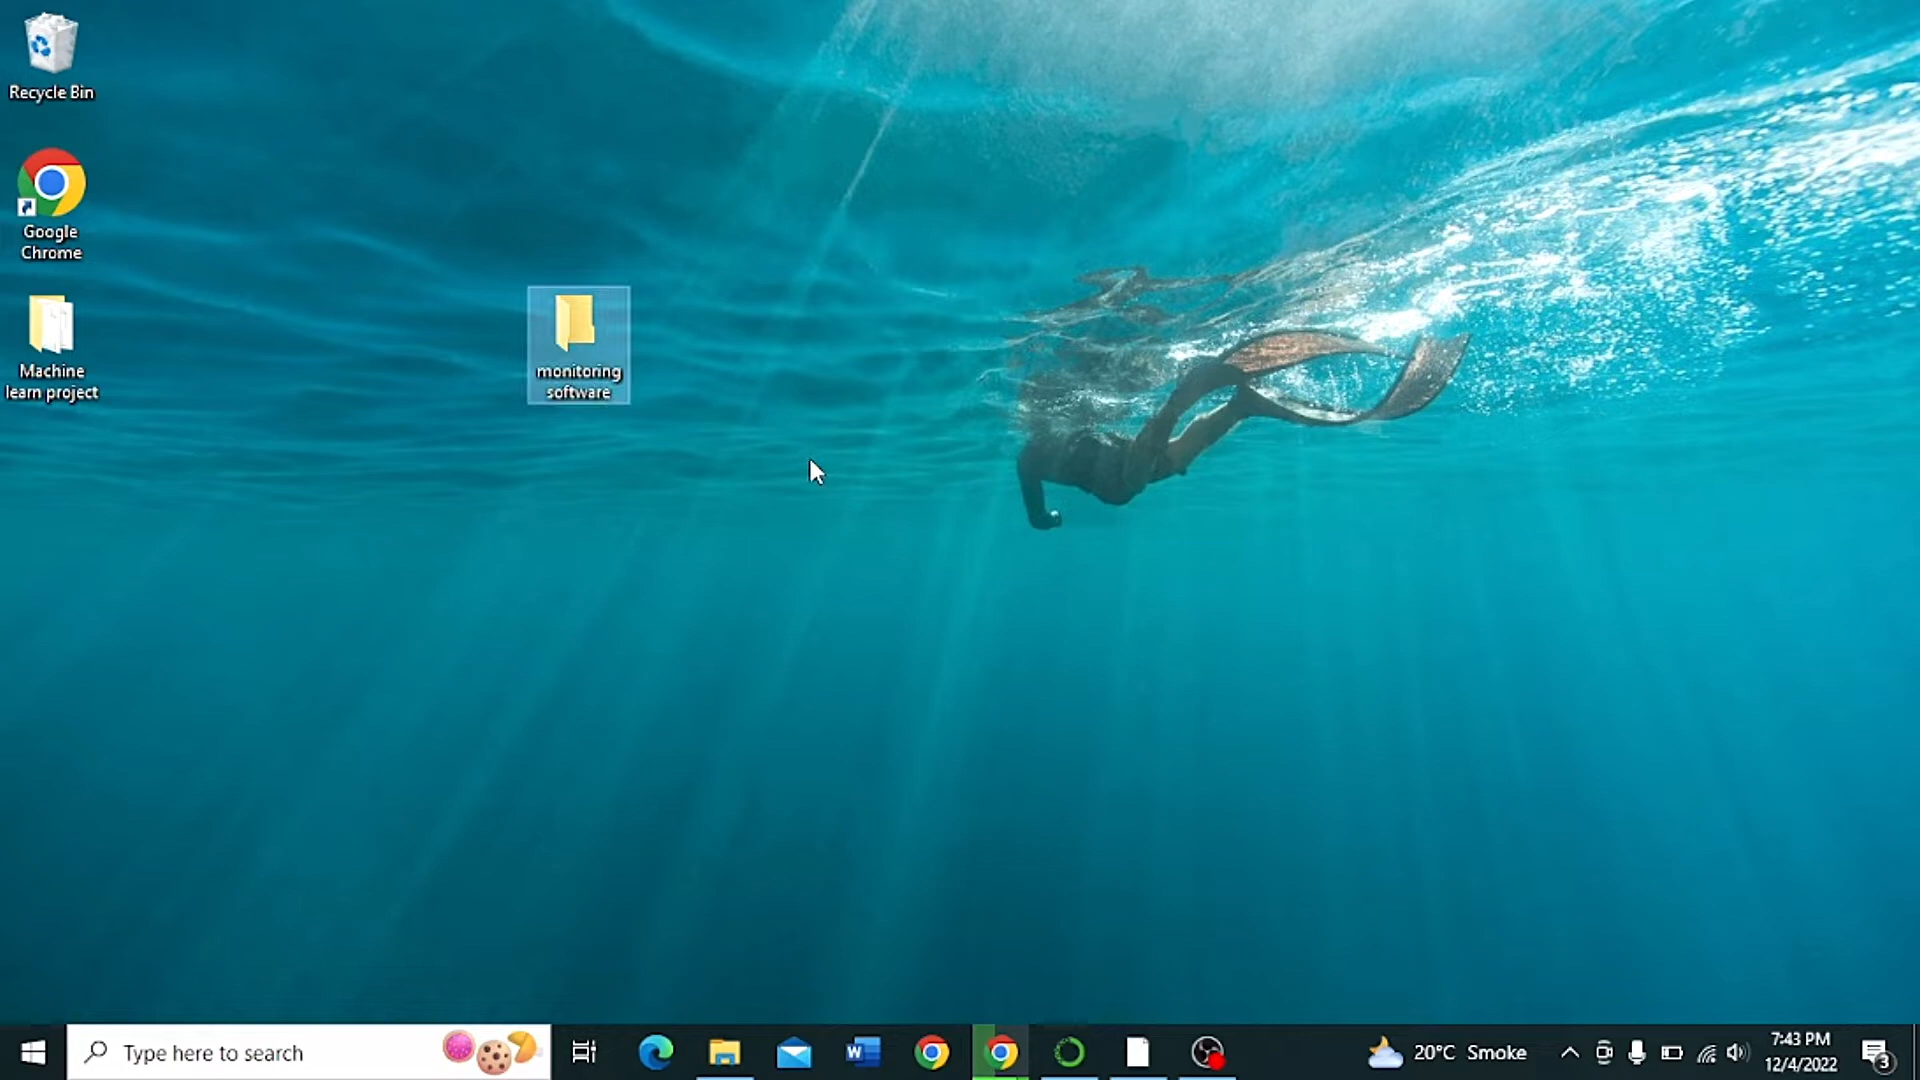 Recycle Bin
Google
Chrome
Machine
learn project
monitoring
software
Type here to search
W
20°C Smoke
7:43 PM
12/4/2022
3